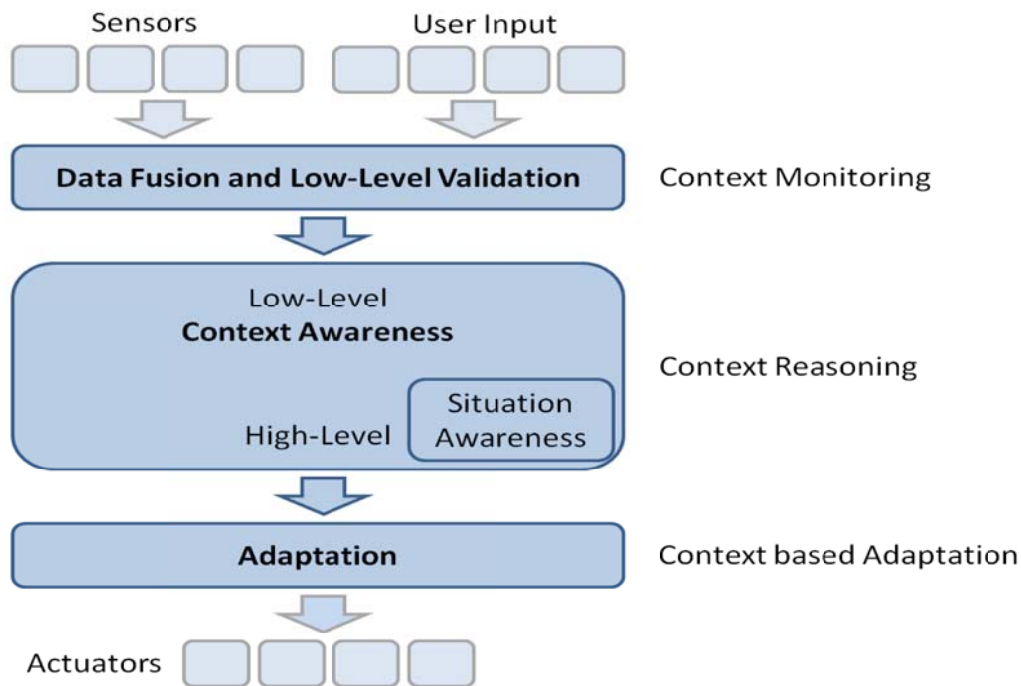 Sensors
User Input
Data Fusion and Low-Level Validation
Context Monitoring
Low-Level
Context Awareness
Context Reasoning
Situation
Awareness
High-Level
Adaptation
Context based Adaptation
Actuators